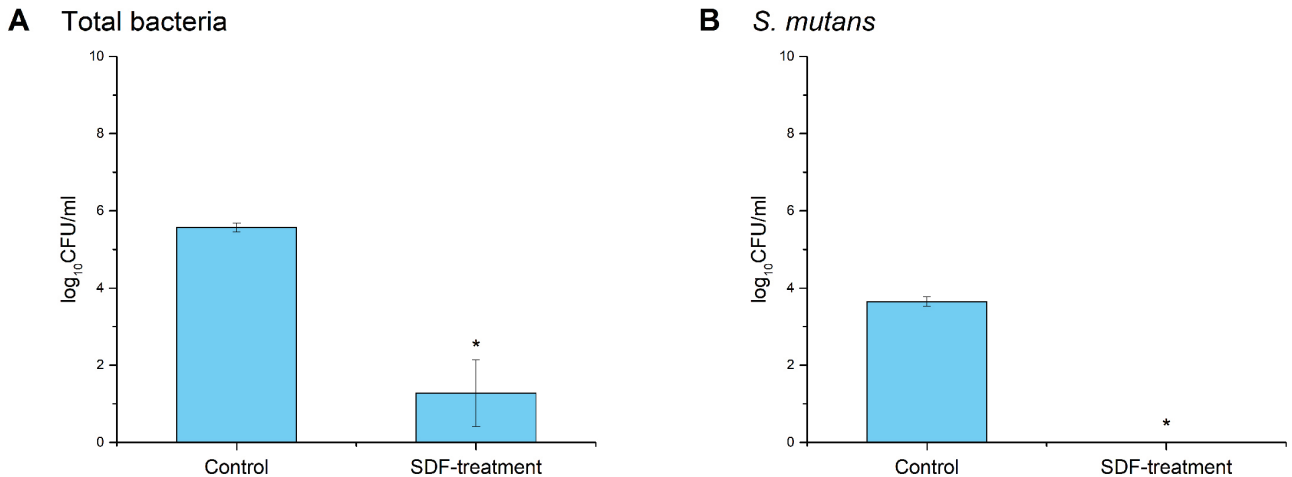 A Total bacteria
10
8
6
4
2
0
log10CFU/ml
*
Control
SDF-treatment
B S. mutans
10
8
6
4
2
0
log10CFU/ml
*
Control
SDF-treatment